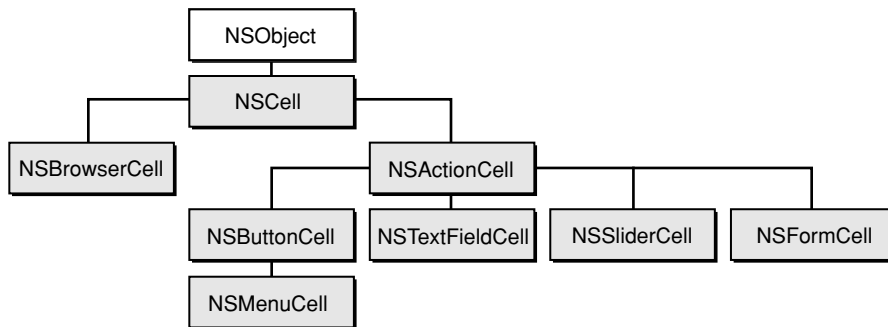 NSObject
NSCell
NSBrowserCell
NSActionCell
NSButtonCell
NSTextFieldCell
NSSliderCell
NSFormCell
NSMenuCell